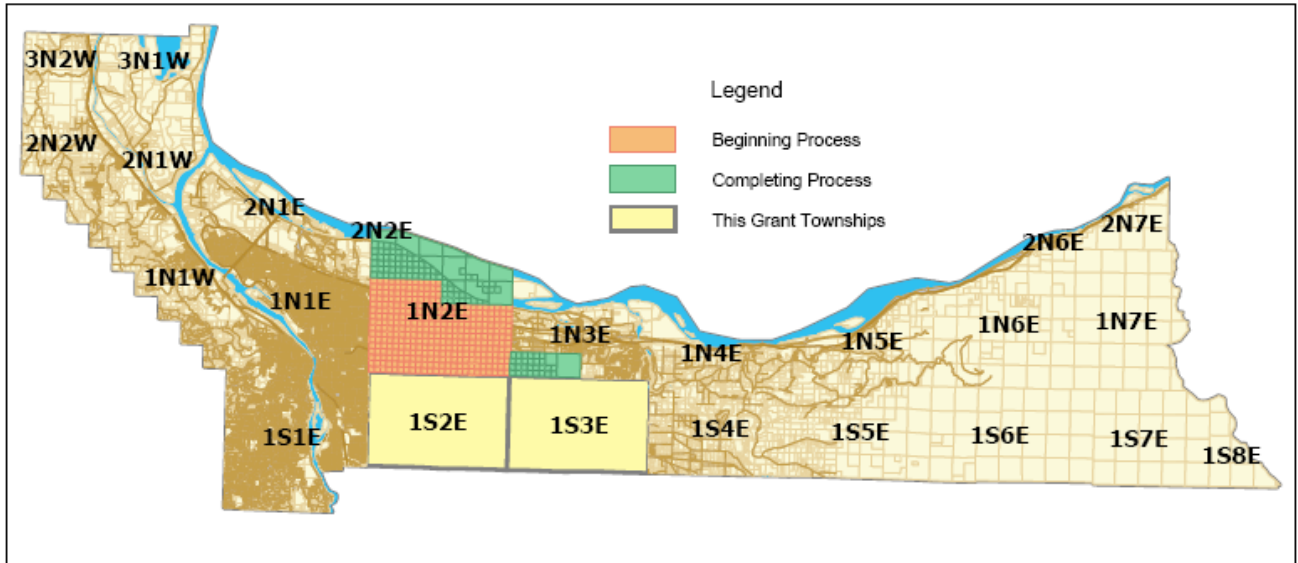 3N2W
3N1W
Legend
Beginning Process
2N2W
2N1W
Completing Process
2N1E
This Grant Townships
2N2E
2N7E
2N6E
1N1W
1N1E
1N2E
1N3E
1N4E
1N5E
1N6E
1N7E
1S1E
1S2E
1S3E
1S4E
1S5E
1S6E
1S7E
1S8E